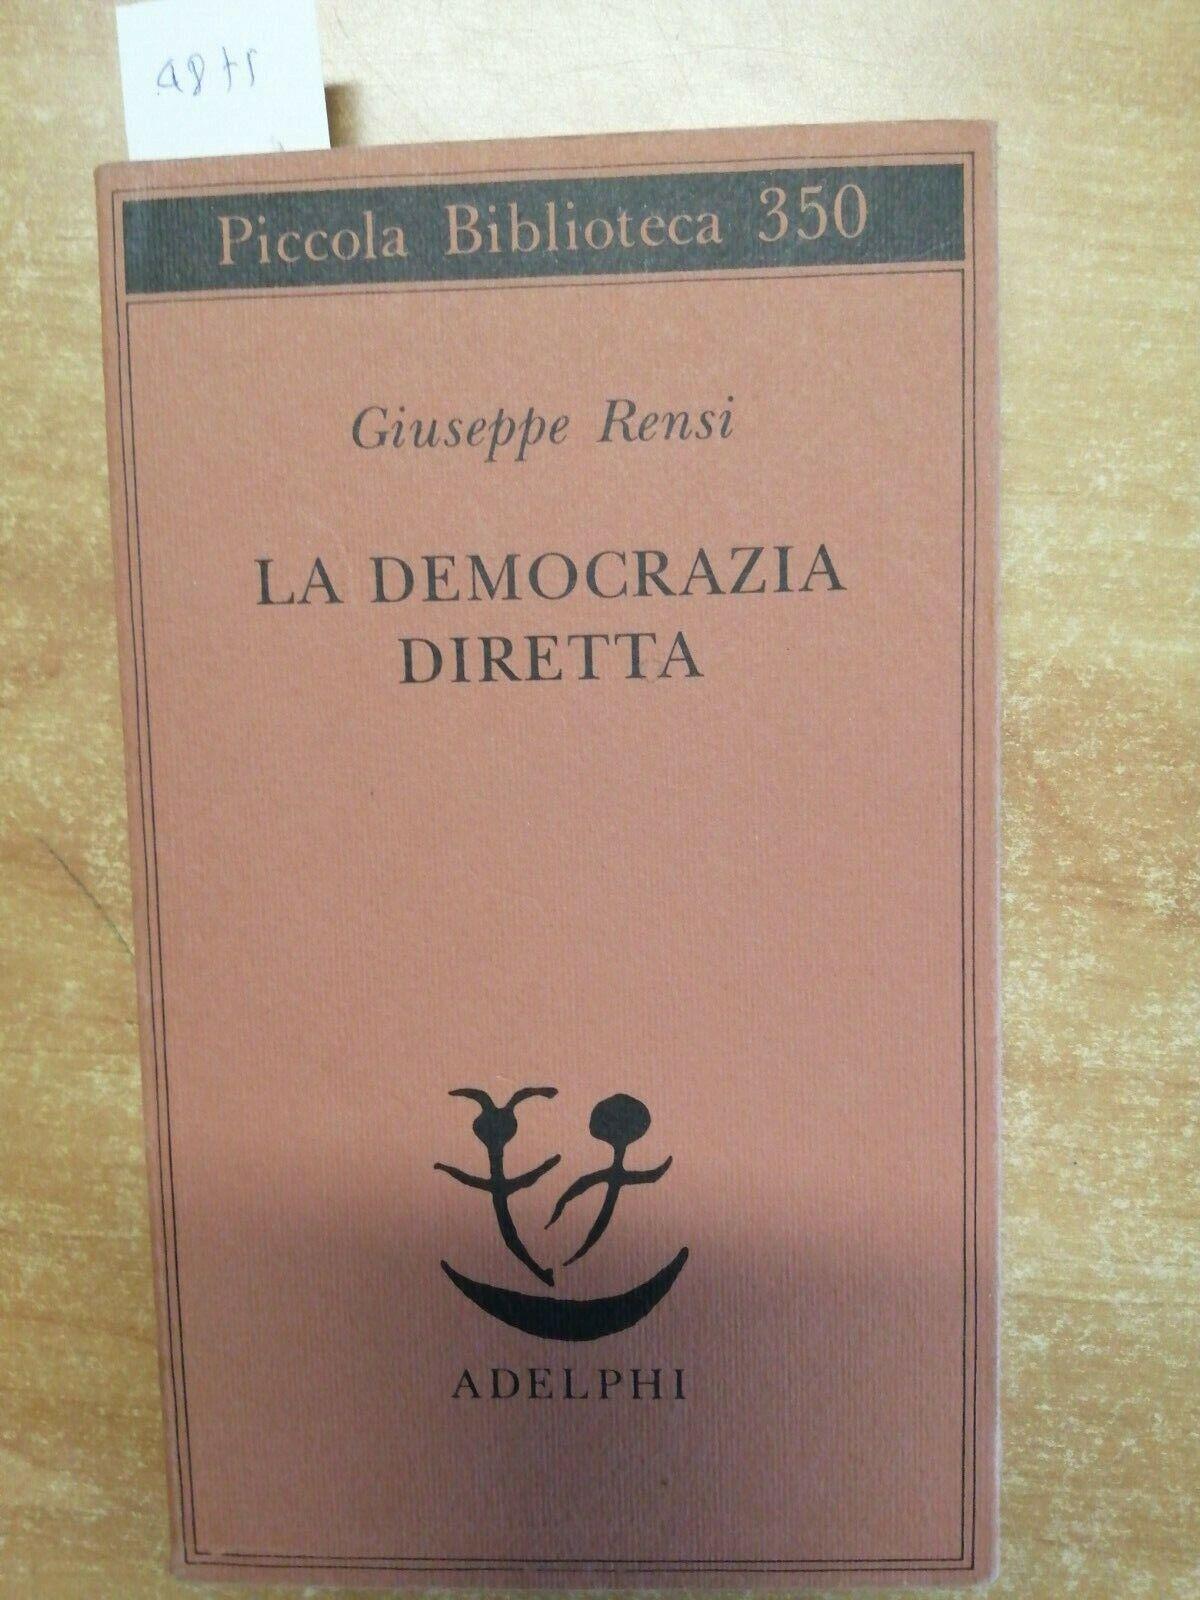 Piccola Biblioteca 350
Giuseppe Rensi
LA DEMOCRAZIA
DIRETTA
ADELPHI